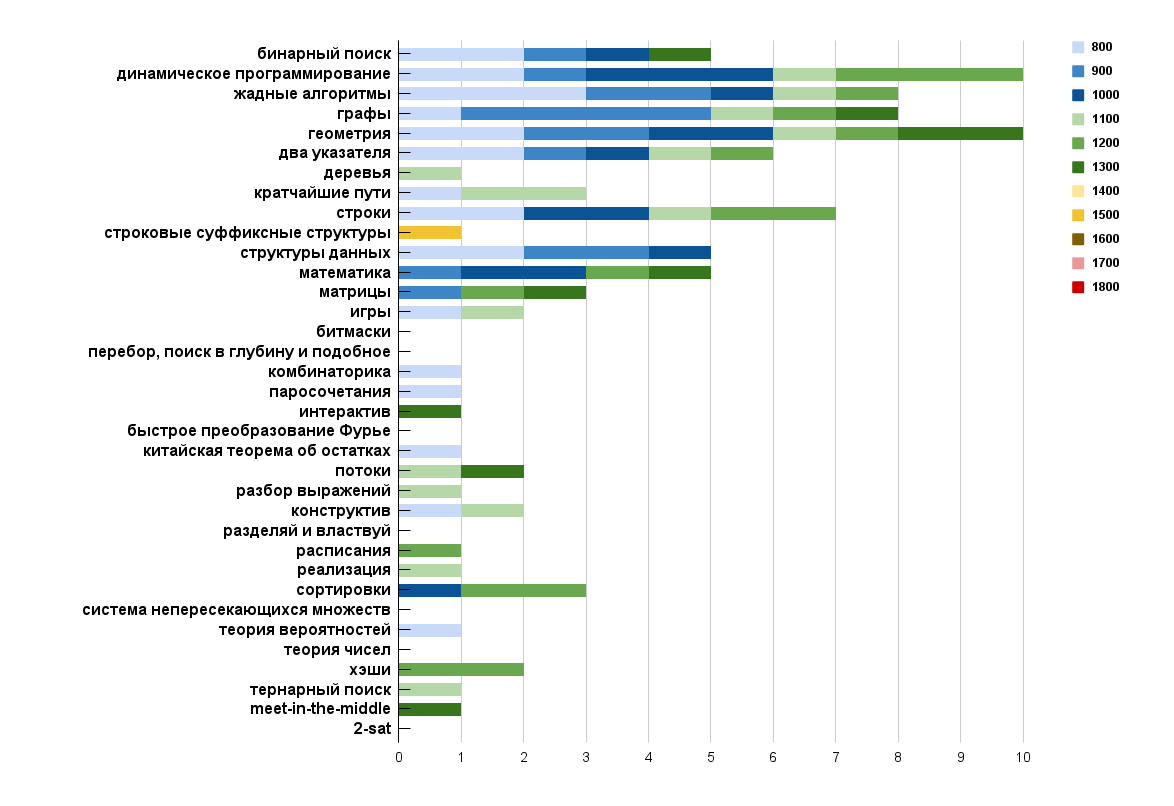 бинарный поиск
динамическое программирование
жадные алгоритмы
графы
геометрия
два указателя
деревья
кратчайшие пути
строки
строковые суффиксные структуры
структуры данных
математика
матрицы
игры
битмаски
перебор, поиск в глубину и подобное
комбинаторика
паросочетания
интерактив
быстрое преобразование Фурье
китайская теорема об остатках
потоки
разбор выражений
конструктив
разделяй и властвуй
расписания
реализация
сортировки
система непересекающихся множеств
теория вероятностей
теория чисел
хэши
тернарный поиск
meet-in-the-middle
2-sat
0 1 2 3 4 5 6 7 8 9 10
800
900
1000
1100
1200
1300
1400
1500
1600
1700
1800